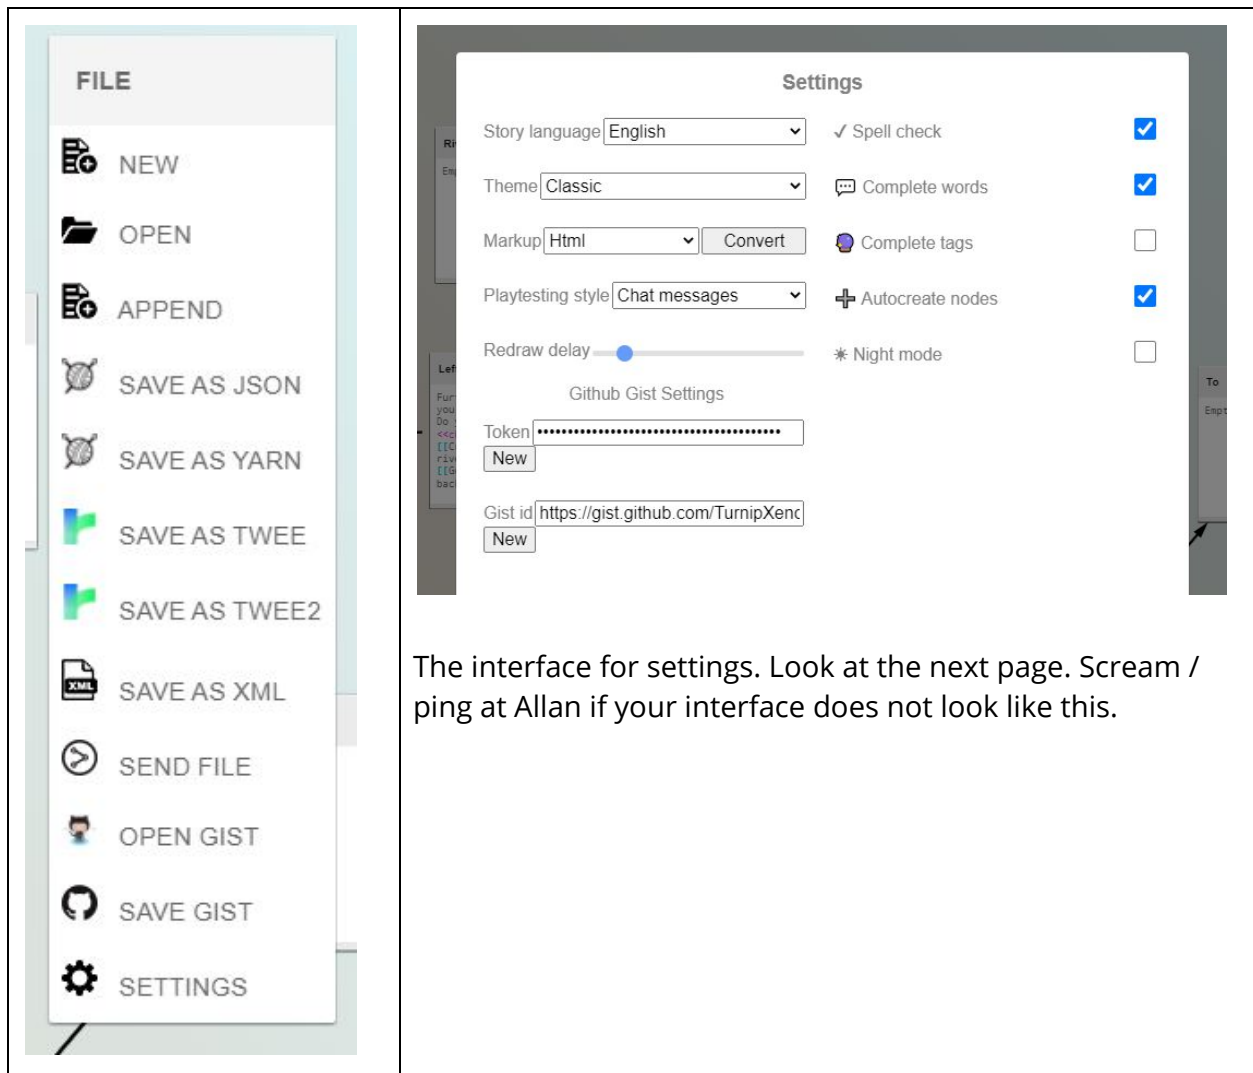 FILE
NEW
OPEN
APPEND
SAVE AS JSON
SAVE AS YARN
SAVE AS TWEE
SAVE AS TWEE2
XML
SAVE AS XML
SEND FILE
OPEN GIST
SAVE GIST
SETTINGS
Settings
Story language English
Theme Classic
Markup Html Convert
Playtesting style Chat messages
Redraw delay
Github Gist Settings
Token ••••••••••••••••••••••••••••••••••••••••
New
Gist id https://gist.github.com/TurnipXenc
New
✓ Spell check
Complete words
Complete tags
Autocreate nodes
Night mode
To
The interface for settings. Look at the next page. Scream /
ping at Allan if your interface does not look like this.